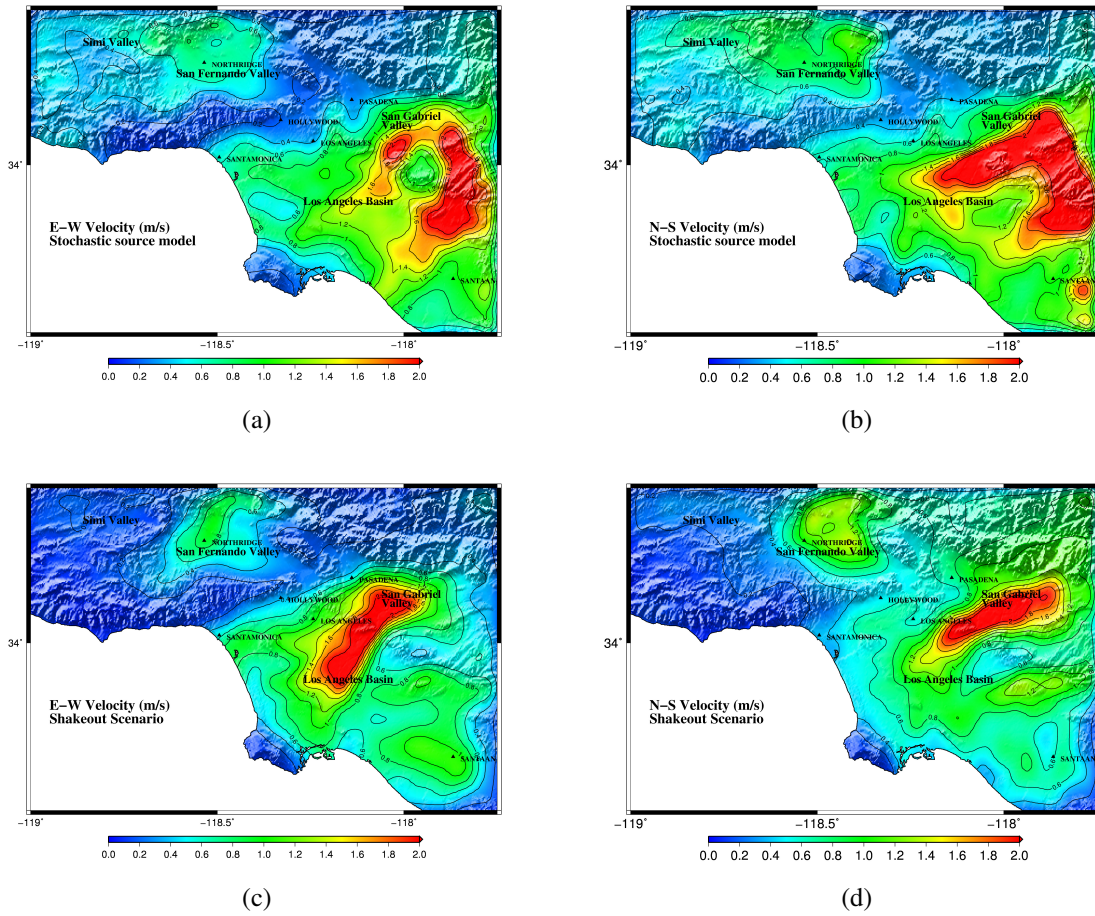 Simi Valley
NORTHRIDGE
San Fernando Valley
PASADENA
San Gabriel
Valley
HOLLYWOOD
LOS ANGELES
SANTAMONICA
34°
Los Angeles Basin
E-W Velocity (m/s)
Stochastic source model
SANTAAN
-119° -118.5° -118°
0.0 0.2 0.4 0.6 0.8 1.0 1.2 1.4 1.6 1.8 2.0
(a)
Simi Valley
NORTHRIDGE
San Fernando Valley
PASADENA
San Gabriel
Valley
HOLLYWOOD
LOS ANGELES
SANTAMONICA
34°
Los Angeles Basin
N-S Velocity (m/s)
Stochastic source model
SANTAAN
-119° -118.5° -118°
0.0 0.2 0.4 0.6 0.8 1.0 1.2 1.4 1.6 1.8 2.0
(b)
Simi Valley
NORTHRIDGE
San Fernando Valley
PASADENA
San Gabriel
Valley
HOLLYWOOD
LOS ANGELES
SANTAMONICA
34°
Los Angeles Basin
E-W Velocity (m/s)
Shakeout Scenario
SANTAAN
-119° -118.5° -118°
0.0 0.2 0.4 0.6 0.8 1.0 1.2 1.4 1.6 1.8 2.0
(c)
Simi Valley
NORTHRIDGE
San Fernando Valley
PASADENA
San Gabriel
Valley
HOLLYWOOD
LOS ANGELES
SANTAMONICA
34°
Los Angeles Basin
N-S Velocity (m/s)
Shakeout Scenario
SANTAAN
-119° -118.5° -118°
0.0 0.2 0.4 0.6 0.8 1.0 1.2 1.4 1.6 1.8 2.0
(d)